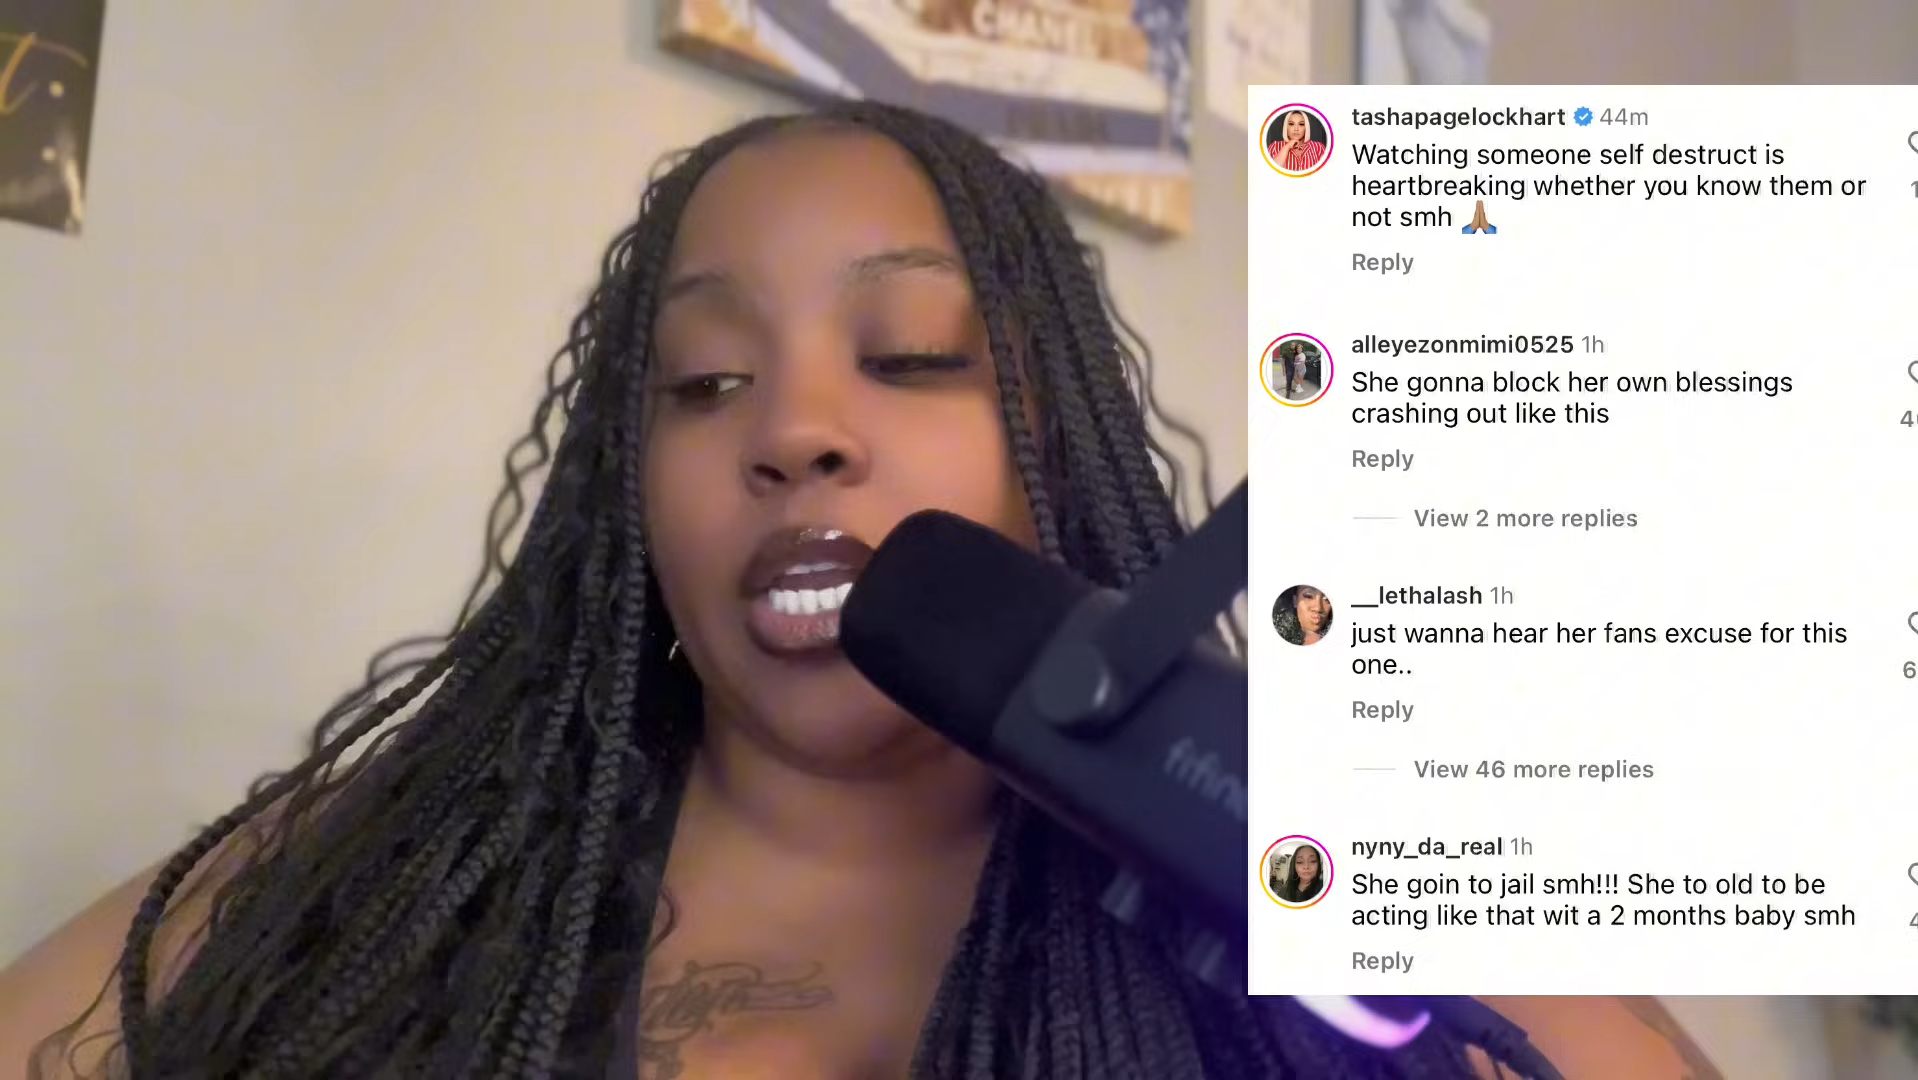 CHANEL
tashapagelockhart 44m
Watching someone self destruct is
heartbreaking whether you know them or
not smh 🙏🏽
Reply
alleyezonmimi0525 1h
She gonna block her own blessings
crashing out like this
Reply
View 2 more replies
__lethalash 1h
just wanna hear her fans excuse for this
one..
Reply
View 46 more replies
fifine
nyny_da_real 1h
She goin to jail smh!!! She to old to be
acting like that wit a 2 months baby smh
Reply